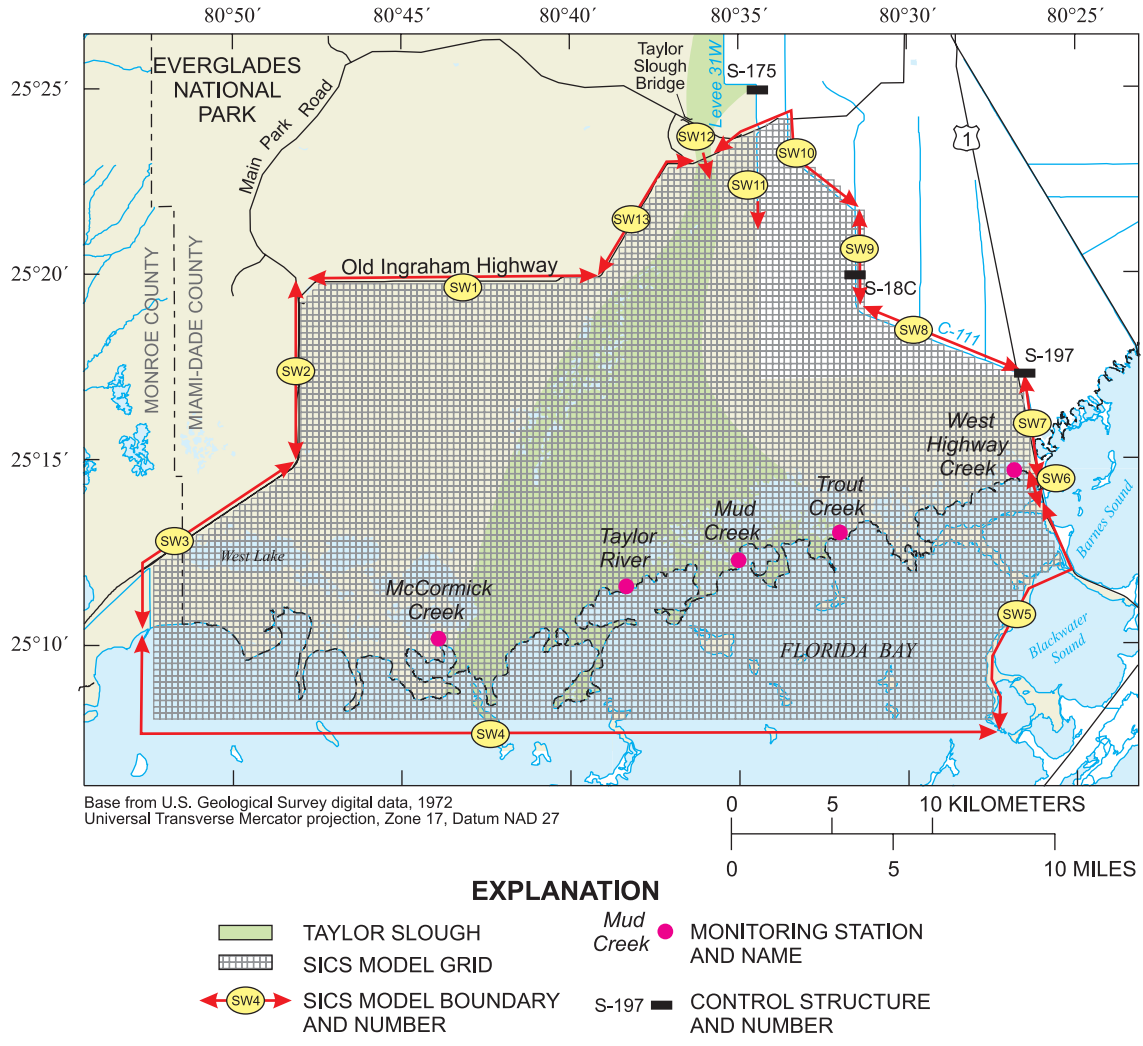 80°50′ 80°45′ 80°40′ 80°35′ 80°30′ 80°25′
25°25′
25°20′
25°15′
25°10′
EVERGLADES
NATIONAL
PARK
Main Park Road
Taylor
Slough
Bridge
Levee 31W
S-175
1
SW12
SW10
SW11
SW13
SW9
Old Ingraham Highway
SW1
S-18C
SW8
C-111
S-197
MONROE COUNTY
MIAMI-DADE COUNTY
SW2
SW7
West
Highway
Creek
SW6
Trout
Creek
Mud
Creek
Taylor
River
McCormick
Creek
SW3
West Lake
Barnes Sound
SW5
Blackwater
Sound
FLORIDA BAY
SW4
Base from U.S. Geological Survey digital data, 1972
Universal Transverse Mercator projection, Zone 17, Datum NAD 27
0 5 10 KILOMETERS
0 5 10 MILES
EXPLANATION
TAYLOR SLOUGH
SICS MODEL GRID
SW4
SICS MODEL BOUNDARY
AND NUMBER
Mud
Creek
MONITORING STATION
AND NAME
S-197
CONTROL STRUCTURE
AND NUMBER